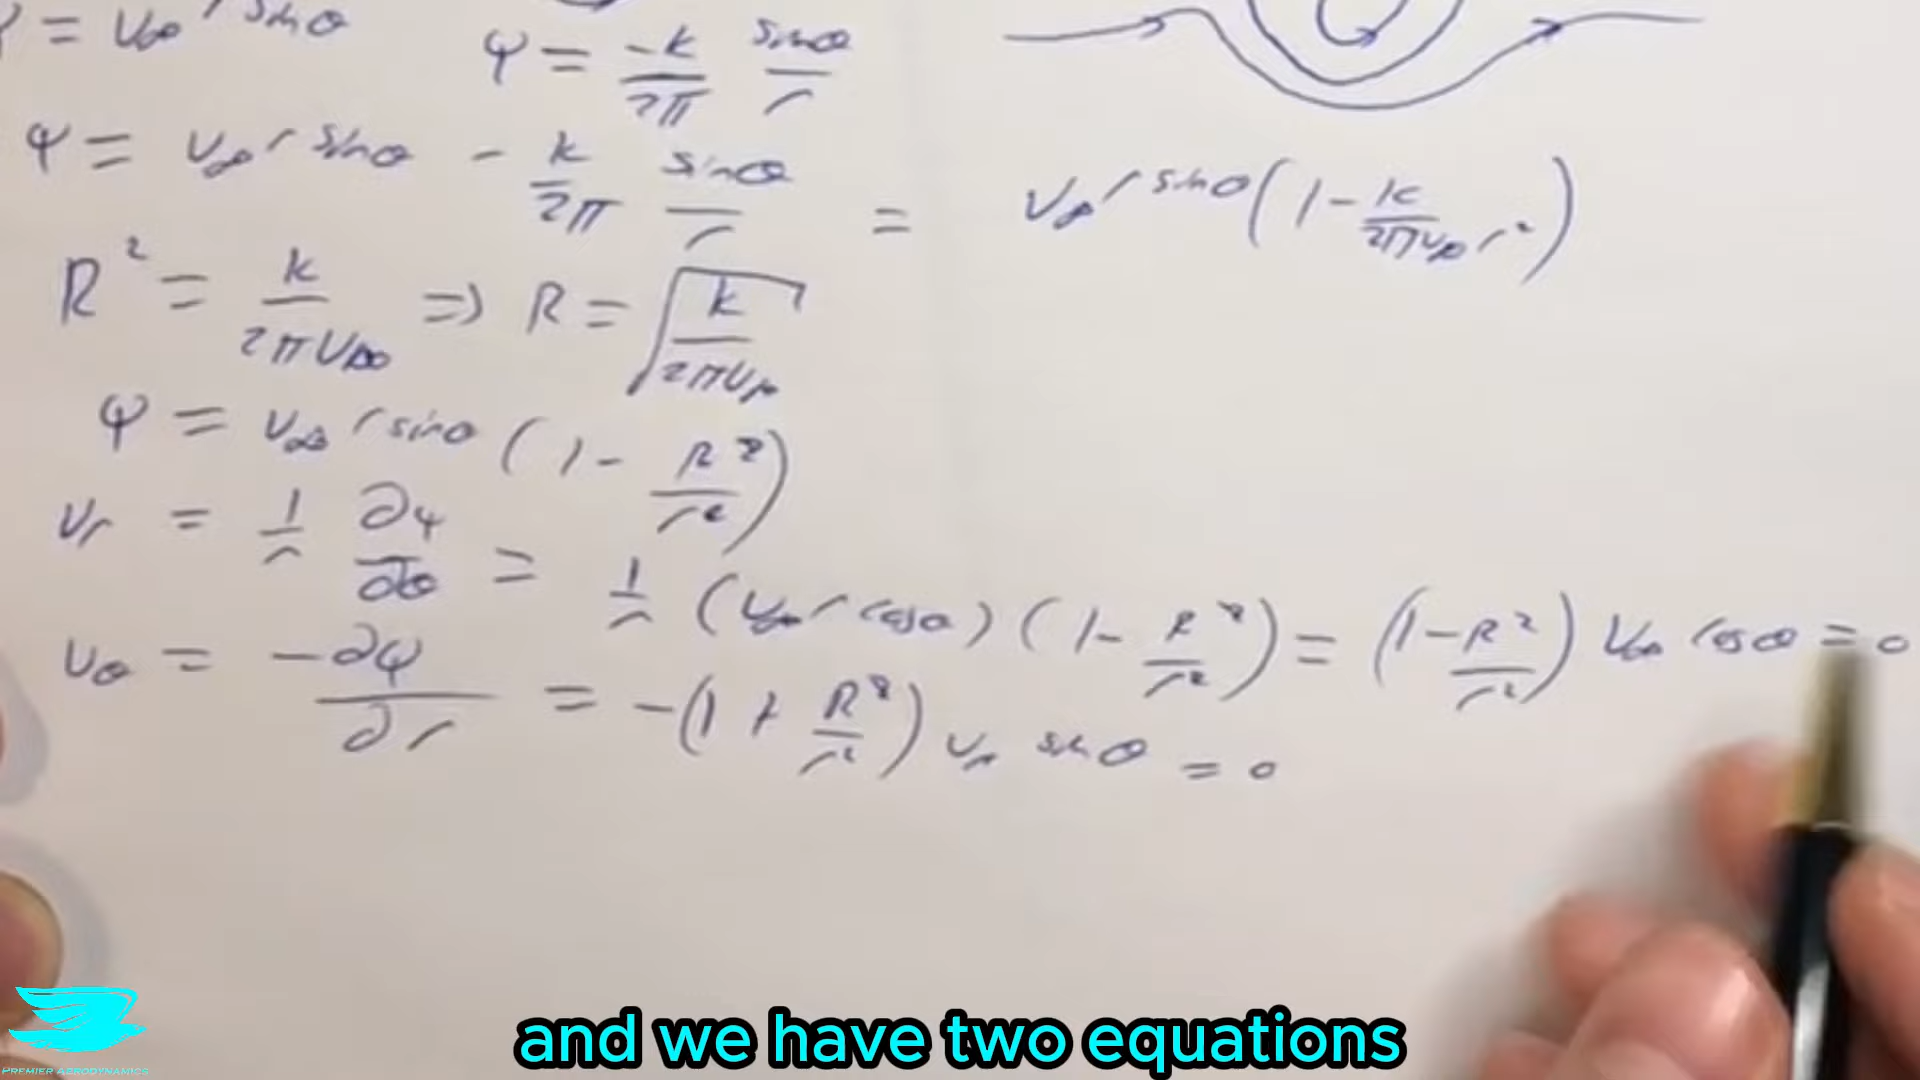 ψ = V∞ r sinθ
ψ = -k/2π sinθ/r
ψ = V∞ r sinθ - k/2π sinθ/r = V∞ r sinθ (1 - k/2πV∞ r²)
R² = k/2πV∞ => R = √(k/2πV∞)
ψ = V∞ r sinθ (1 - R²/r²)
Vr = 1/r ∂ψ/∂θ = 1/r (V∞ r cosθ) (1 - R²/r²) = (1 - R²/r²) V∞ cosθ = 0
Vθ = -∂ψ/∂r = -(1 + R²/r²) V∞ sinθ = 0
and we have two equations
PREMIER AERODYNAMICS